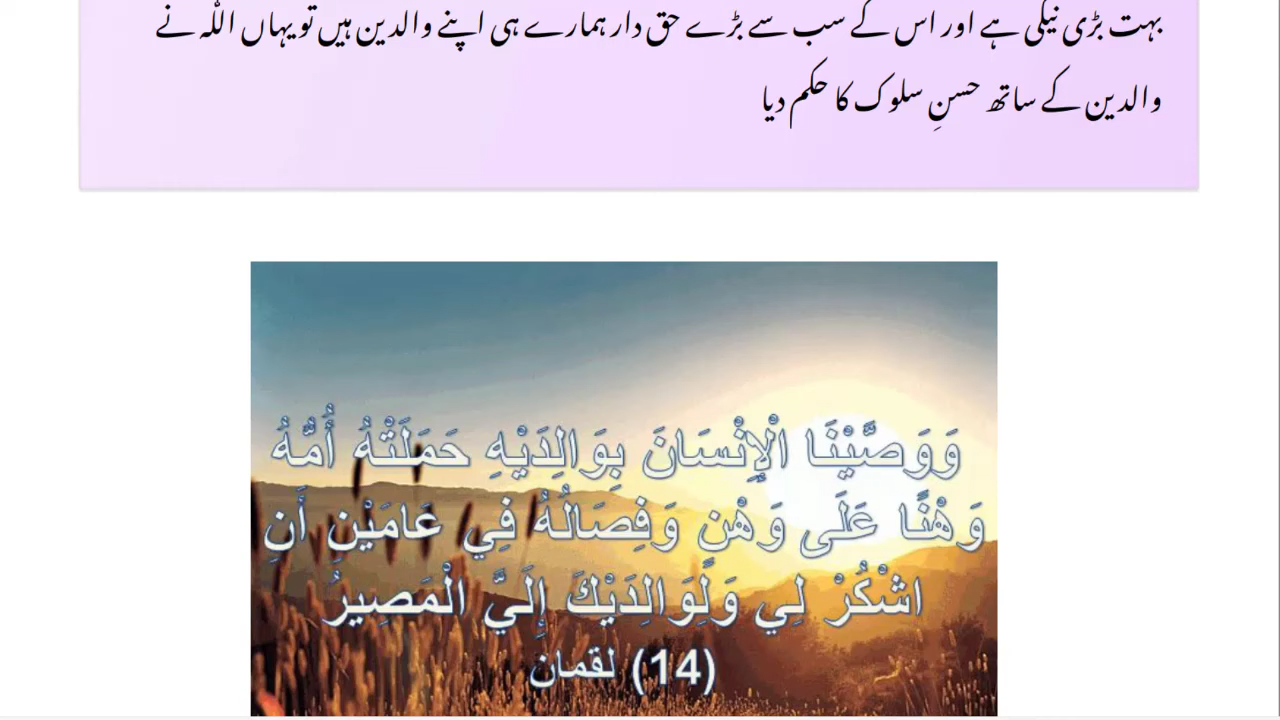 بہت بڑی نیکی ہے اور اس کے سب سے بڑے حق دار ہمارے ہی اپنے والدین ہیں تو یہاں اللہ نے
والدین کے ساتھ حسنِ سلوک کا حکم دیا
وَوَصَّيْنَا الْإِنْسَانَ بِوَالِدَيْهِ حَمَلَتْهُ أُمُّهُ
وَهْنًا عَلَى وَهْنٍ وَفِصَالُهُ فِي عَامَيْنِ أَنِ
اشْكُرْ لِي وَلِوَالِدَيْكَ إِلَيَّ الْمَصِيرُ
(14) لقمان